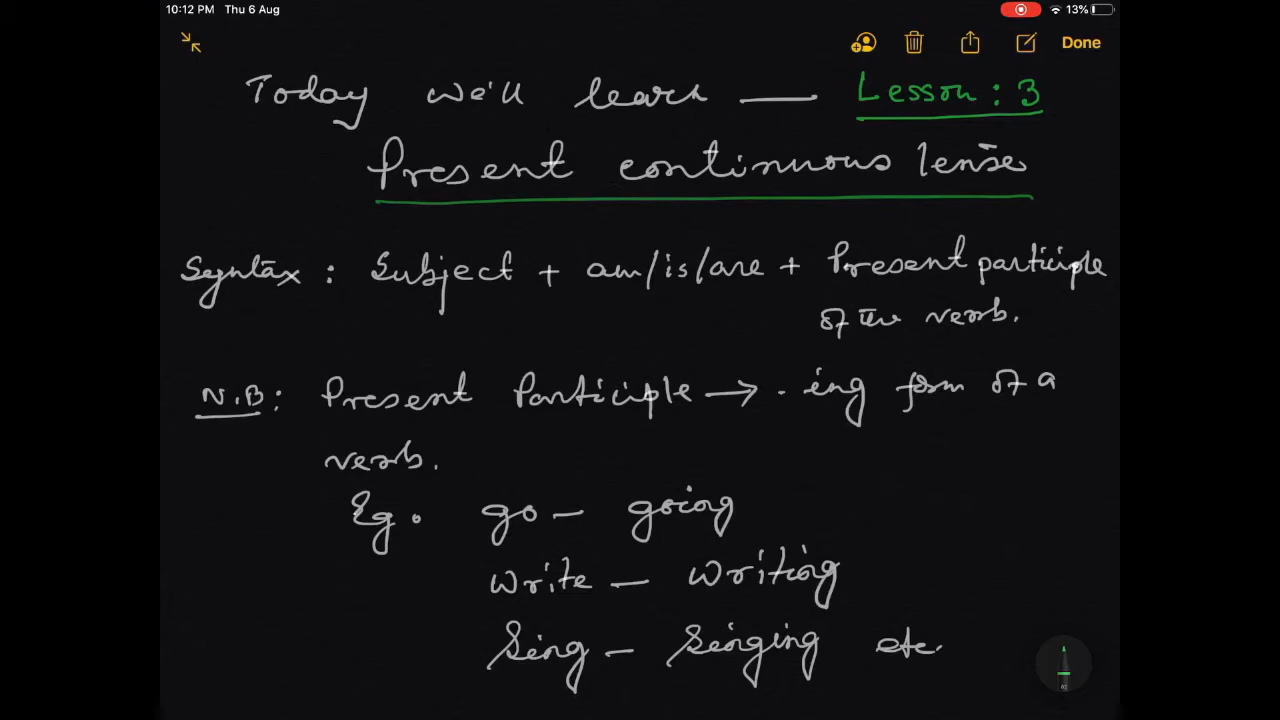 10:12 PM Thu 6 Aug 13%
Done
Today we'll learn — Lesson : 3
Present continuous tense
Syntax : Subject + am/is/are + Present participle
of the verb.
N.B : Present Participle → - ing form of a
verb.
Eg. go — going
write — writing
Sing — Singing etc.